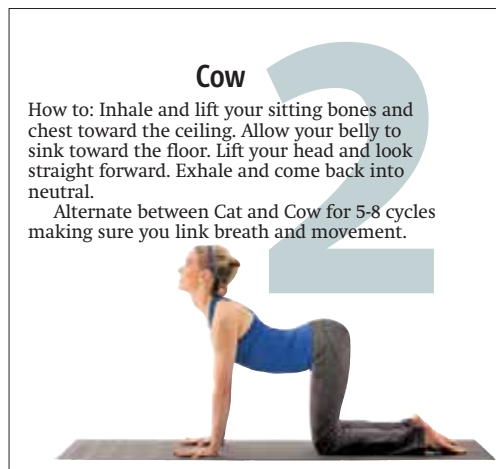 2
Cow
How to: Inhale and lift your sitting bones and
chest toward the ceiling. Allow your belly to
sink toward the floor. Lift your head and look
straight forward. Exhale and come back into
neutral.
Alternate between Cat and Cow for 5-8 cycles
making sure you link breath and movement.